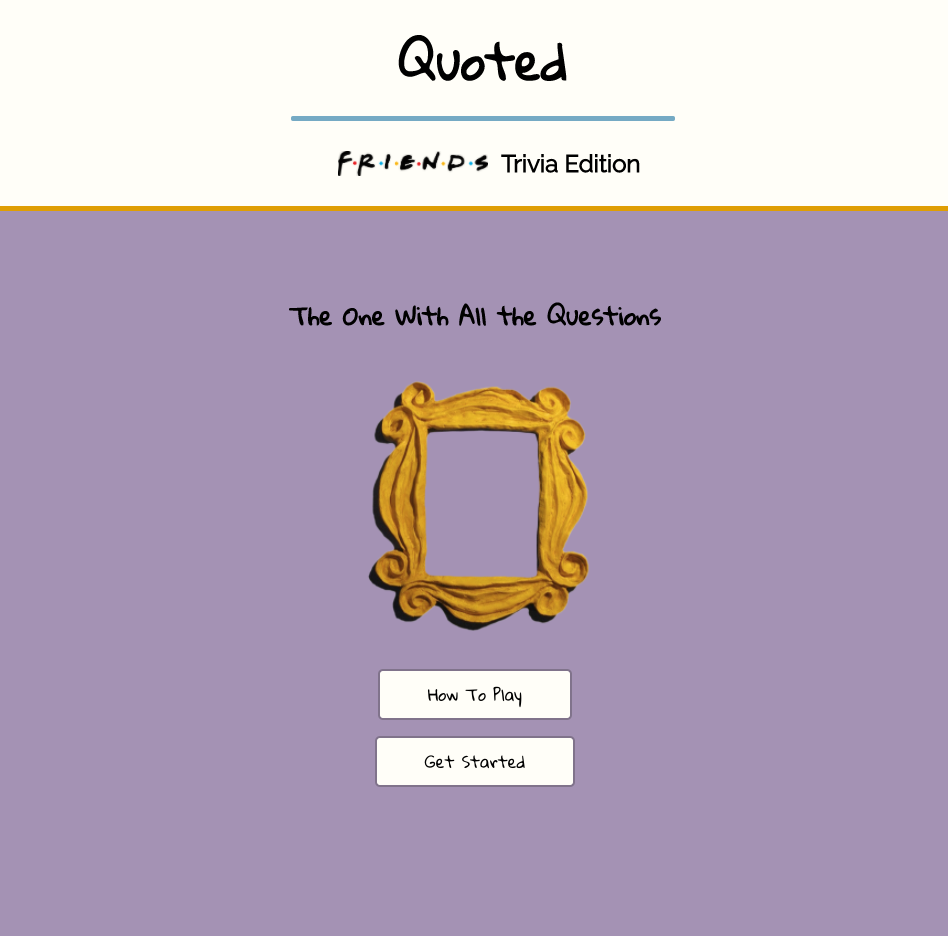 Quoted
F·R·I·E·N·D·S Trivia Edition
The One With All the Questions
How To Play
Get Started